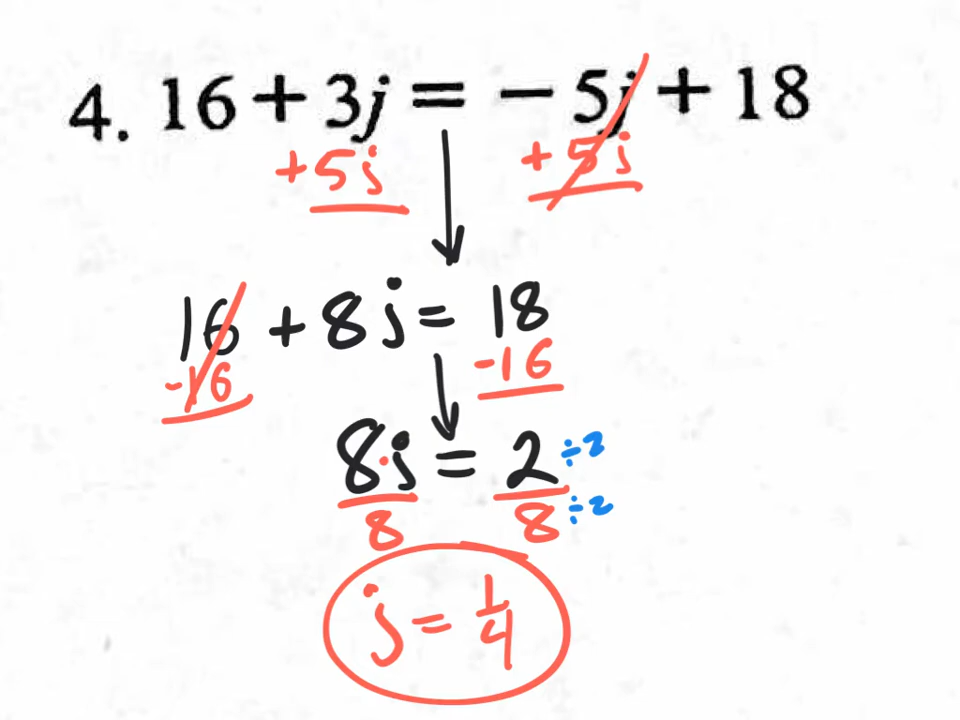 4. 16 + 3j = - 5j + 18
+5j +5j
16 + 8j = 18
-16 -16
8·j = 2 ÷2
8 8 ÷2
j = 1/4